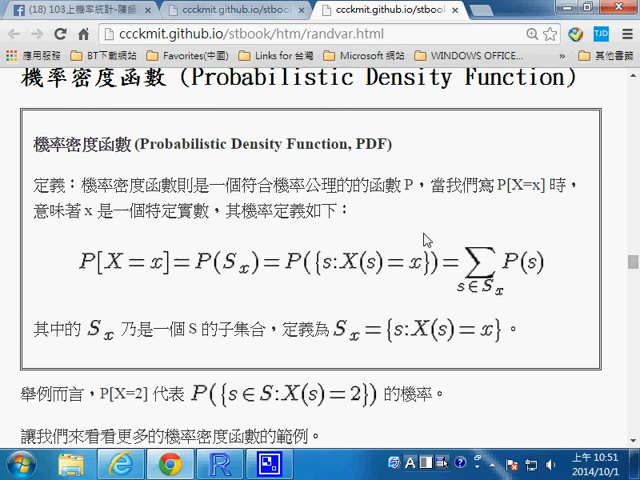 (18) 103上機率統計-陳鍾
ccckmit.github.io/stbook
ccckmit.github.io/stbook
ccckmit.github.io/stbook/htm/randvar.html
TJD
應用服務 BT下載網站 Favorites(中國) Links for 台灣 Microsoft 網站 WINDOWS OFFICE... » 其他書籤
機率密度函數 (Probabilistic Density Function)
機率密度函數 (Probabilistic Density Function, PDF)
定義：機率密度函數則是一個符合機率公理的的函數 P，當我們寫 P[X=x] 時，
意味著 x 是一個特定實數，其機率定義如下：
P[X=x]=P(Sₓ)=P({s:X(s)=x})=∑ P(s)
s∈Sₓ
其中的 Sₓ 乃是一個 S 的子集合，定義為 Sₓ={s:X(s)=x} 。
舉例而言，P[X=2] 代表 P({s∈S:X(s)=2}) 的機率。
讓我們來看看更多的機率密度函數的範例。
上午 10:51
2014/10/1